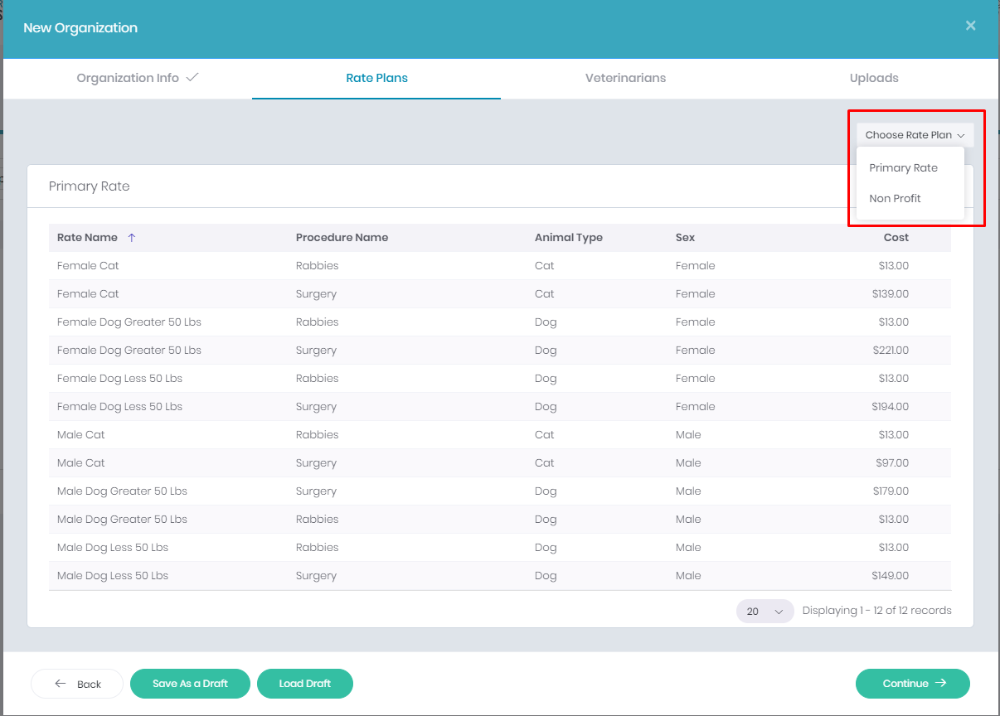 New Organization
Organization Info Rate Plans Veterinarians Uploads
Choose Rate Plan
Primary Rate
Non Profit
Primary Rate
Rate Name Procedure Name Animal Type Sex Cost
Female Cat Rabbies Cat Female $13.00
Female Cat Surgery Cat Female $139.00
Female Dog Greater 50 Lbs Rabbies Dog Female $13.00
Female Dog Greater 50 Lbs Surgery Dog Female $221.00
Female Dog Less 50 Lbs Rabbies Dog Female $13.00
Female Dog Less 50 Lbs Surgery Dog Female $194.00
Male Cat Rabbies Cat Male $13.00
Male Cat Surgery Cat Male $97.00
Male Dog Greater 50 Lbs Surgery Dog Male $179.00
Male Dog Greater 50 Lbs Rabbies Dog Male $13.00
Male Dog Less 50 Lbs Rabbies Dog Male $13.00
Male Dog Less 50 Lbs Surgery Dog Male $149.00
20 Displaying 1 - 12 of 12 records
Back Save As a Draft Load Draft Continue